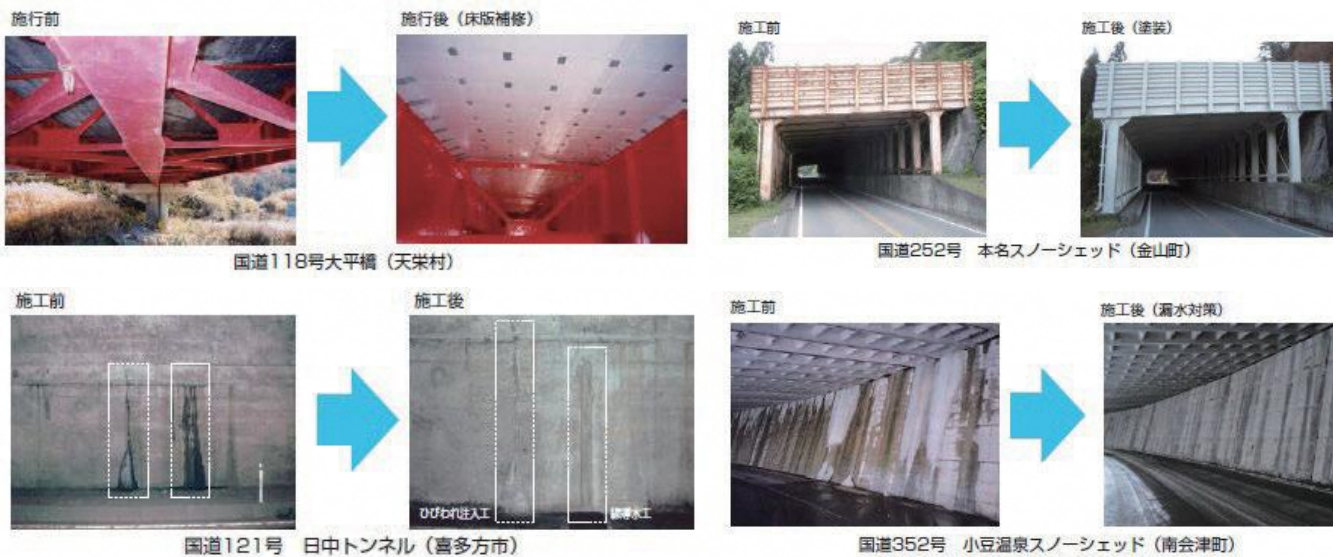 施行前
施行後（床版補修）
国道118号大平橋（天栄村）
施工前
施工後（塗装）
国道252号　本名スノーシェッド（金山町）
施工前
施工後
ひびわれ注入工
線導水工
国道121号　日中トンネル（喜多方市）
施工前
施工後（漏水対策）
国道352号　小豆温泉スノーシェッド（南会津町）